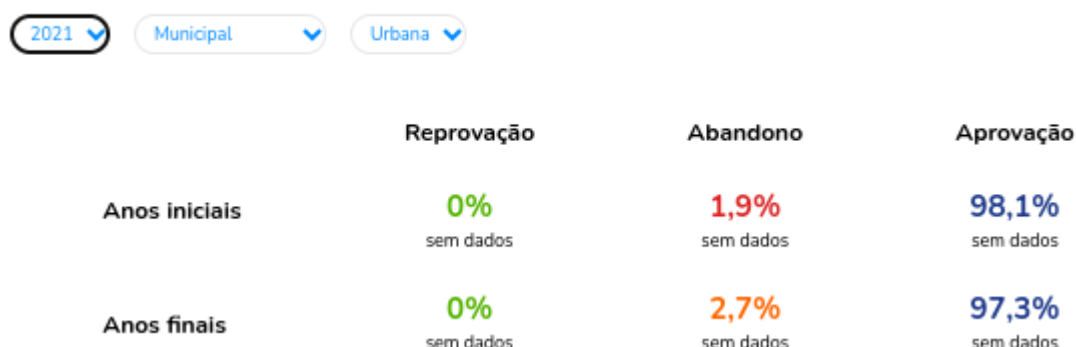 2021 Municipal Urbana
Reprovação Abandono Aprovação
Anos iniciais 0% 1,9% 98,1%
sem dados sem dados sem dados
Anos finais 0% 2,7% 97,3%
sem dados sem dados sem dados